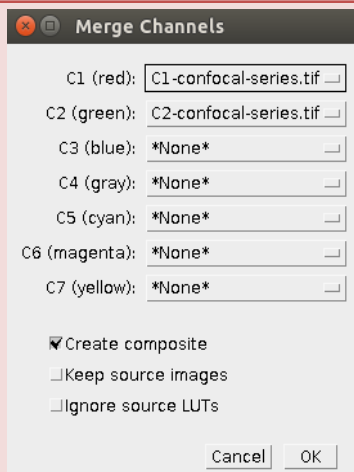 Merge Channels
C1 (red): C1-confocal-series.tif
C2 (green): C2-confocal-series.tif
C3 (blue): *None*
C4 (gray): *None*
C5 (cyan): *None*
C6 (magenta): *None*
C7 (yellow): *None*
Create composite
Keep source images
Ignore source LUTs
Cancel OK